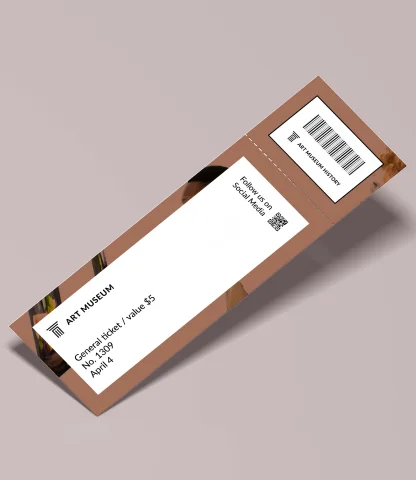 ART MUSEUM
General ticket / value $5
No. 1309
April 4
Follow us on
Social Media
ART MUSEUM HISTORY